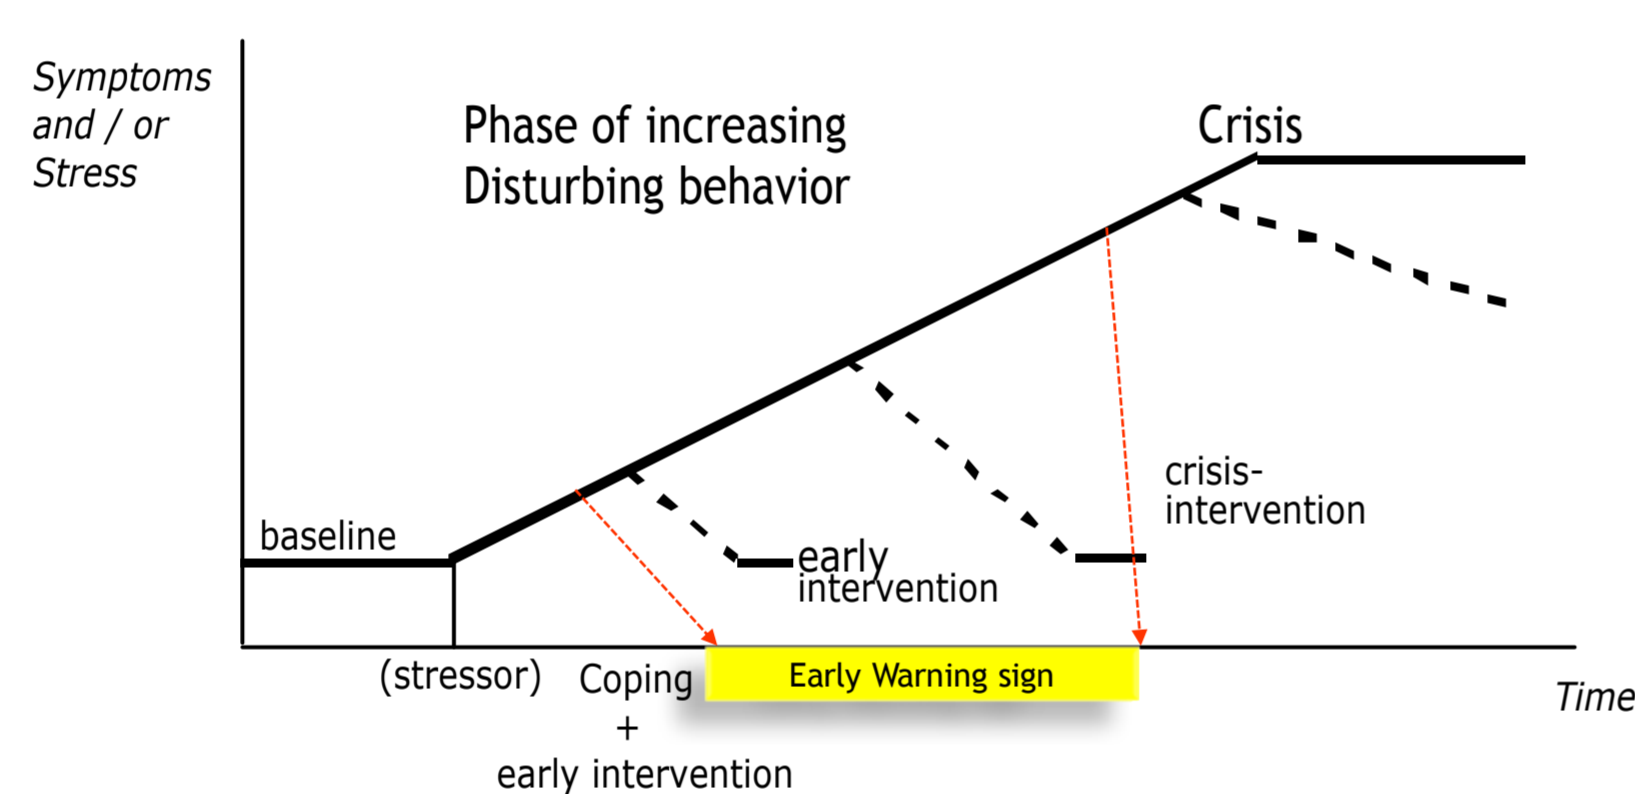 Symptoms
and / or
Stress
Phase of increasing
Disturbing behavior
Crisis
crisis-
intervention
baseline
early
intervention
(stressor)
Coping
+
early intervention
Early Warning sign
Time